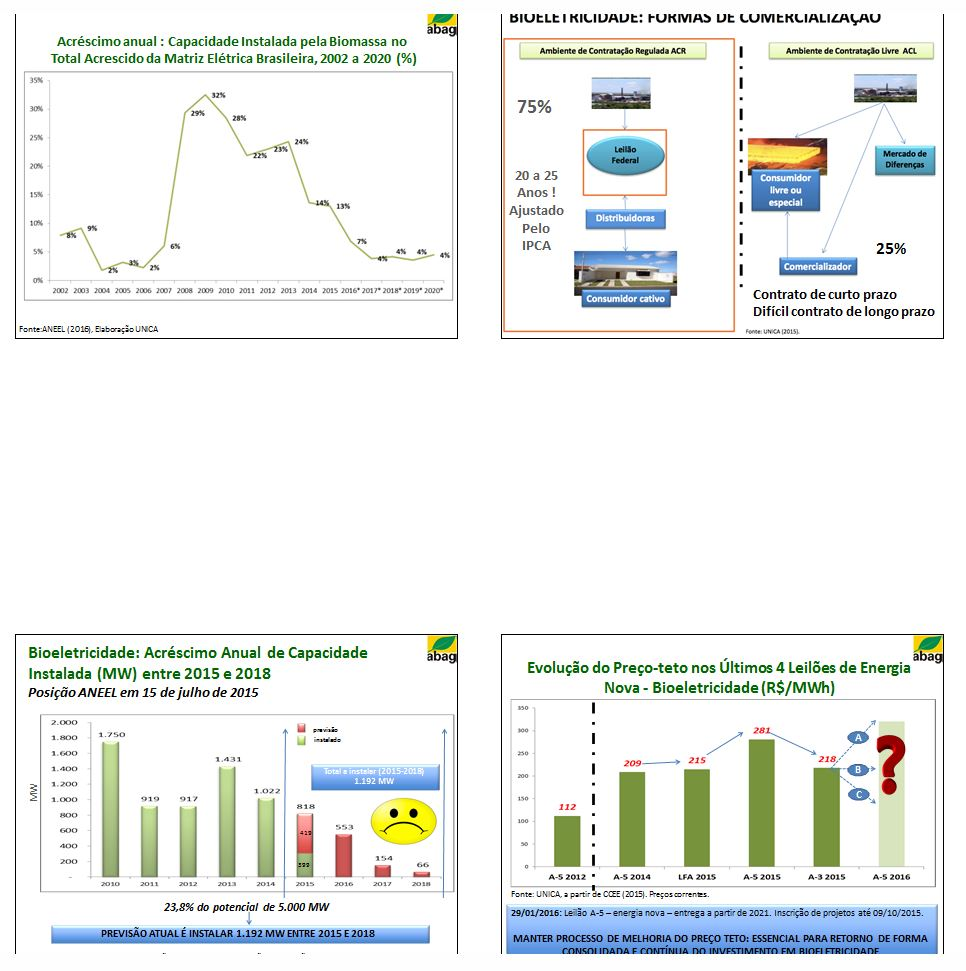 abag
Acréscimo anual : Capacidade Instalada pela Biomassa no
Total Acrescido da Matriz Elétrica Brasileira, 2002 a 2020 (%)
35%
30%
25%
20%
15%
10%
5%
0%
8%
9%
2%
3%
2%
6%
29%
32%
28%
22%
23%
24%
14%
13%
7%
4%
4%
4%
4%
2002 2003 2004 2005 2006 2007 2008 2009 2010 2011 2012 2013 2014 2015 2016* 2017* 2018* 2019* 2020*
Fonte:ANEEL (2016), Elaboração UNICA
BIOELETRICIDADE: FORMAS DE COMERCIALIZAÇÃO
Ambiente de Contratação Regulada ACR
75%
Leilão
Federal
20 a 25
Anos !
Ajustado
Pelo
IPCA
Distribuidoras
Consumidor cativo
Ambiente de Contratação Livre ACL
Consumidor
livre ou
especial
Mercado de
Diferenças
25%
Comercializador
Contrato de curto prazo
Difícil contrato de longo prazo
Fonte: UNICA (2015).
abag
Bioeletricidade: Acréscimo Anual de Capacidade
Instalada (MW) entre 2015 e 2018
Posição ANEEL em 15 de julho de 2015
MW
2.000
1.800
1.600
1.400
1.200
1.000
800
600
400
200
-
1.750
919
917
1.431
1.022
818
419
399
553
154
66
previsão
instalado
Total a instalar (2015-2018)
1.192 MW
2010 2011 2012 2013 2014 2015 2016 2017 2018
23,8% do potencial de 5.000 MW
PREVISÃO ATUAL É INSTALAR 1.192 MW ENTRE 2015 E 2018
abag
Evolução do Preço-teto nos Últimos 4 Leilões de Energia
Nova - Bioeletricidade (R$/MWh)
350
300
250
200
150
100
50
0
112
209
215
281
218
A
B
C
?
A-5 2012 A-5 2014 LFA 2015 A-5 2015 A-3 2015 A-5 2016
Fonte: UNICA, a partir de CCEE (2015). Preços correntes.
29/01/2016: Leilão A-5 – energia nova – entrega a partir de 2021. Inscrição de projetos até 09/10/2015.
MANTER PROCESSO DE MELHORIA DO PREÇO TETO: ESSENCIAL PARA RETORNO DE FORMA
CONSOLIDADA E CONTÍNUA DO INVESTIMENTO EM BIOELETRICIDADE